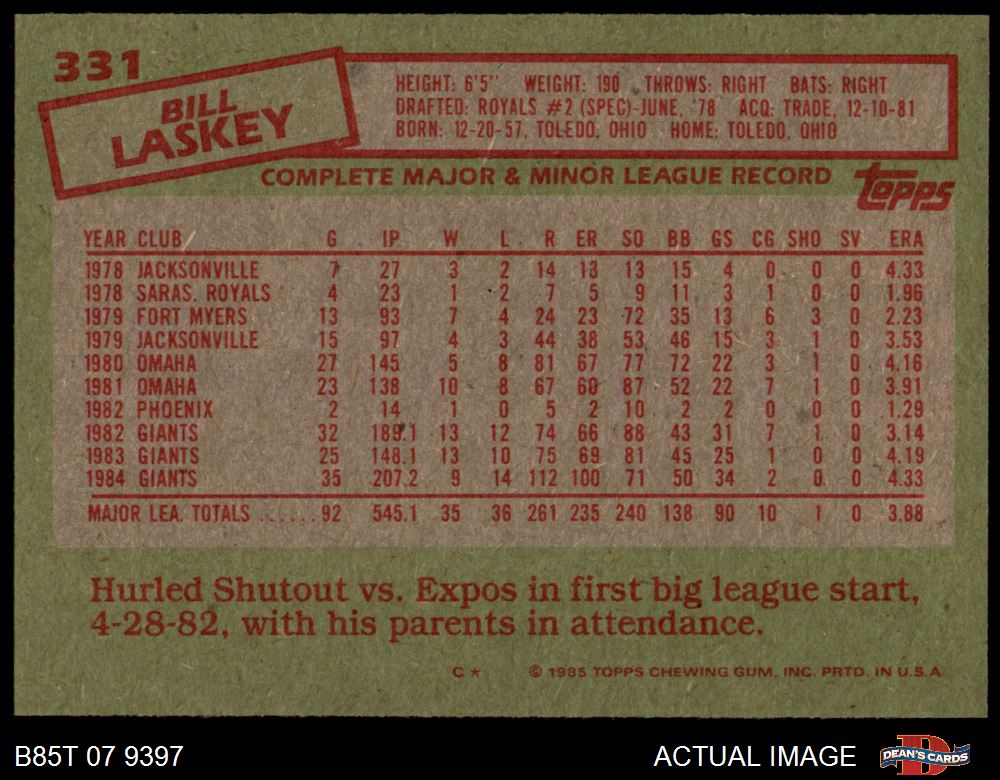 331
BILL
LASKEY
HEIGHT: 6'5" WEIGHT: 190 THROWS: RIGHT BATS: RIGHT
DRAFTED: ROYALS #2 (SPEC)-JUNE, '78 ACQ: TRADE, 12-10-81
BORN: 12-20-57, TOLEDO, OHIO HOME: TOLEDO, OHIO
COMPLETE MAJOR & MINOR LEAGUE RECORD
topps
YEAR CLUB G IP W L R ER SO BB GS CG SHO SV ERA
1978 JACKSONVILLE 7 27 3 2 14 13 13 15 4 0 0 0 4.33
1978 SARAS. ROYALS 4 23 1 2 7 5 9 11 3 1 0 0 1.96
1979 FORT MYERS 13 93 7 4 24 23 72 35 13 6 3 0 2.23
1979 JACKSONVILLE 15 97 4 3 44 38 53 46 15 3 1 0 3.53
1980 OMAHA 27 145 5 8 81 67 77 72 22 3 1 0 4.16
1981 OMAHA 23 138 10 8 67 60 87 52 22 7 1 0 3.91
1982 PHOENIX 2 14 1 0 5 2 10 2 2 0 0 0 1.29
1982 GIANTS 32 189.1 13 12 74 66 88 43 31 7 1 0 3.14
1983 GIANTS 25 148.1 13 10 75 69 81 45 25 1 0 0 4.19
1984 GIANTS 35 207.2 9 14 112 100 71 50 34 2 0 0 4.33
MAJOR LEA. TOTALS ...... 92 545.1 35 36 261 235 240 138 90 10 1 0 3.88
Hurled Shutout vs. Expos in first big league start,
4-28-82, with his parents in attendance.
C* © 1985 TOPPS CHEWING GUM, INC. PRTD. IN U.S.A.
B85T 07 9397 ACTUAL IMAGE DEAN'S CARDS